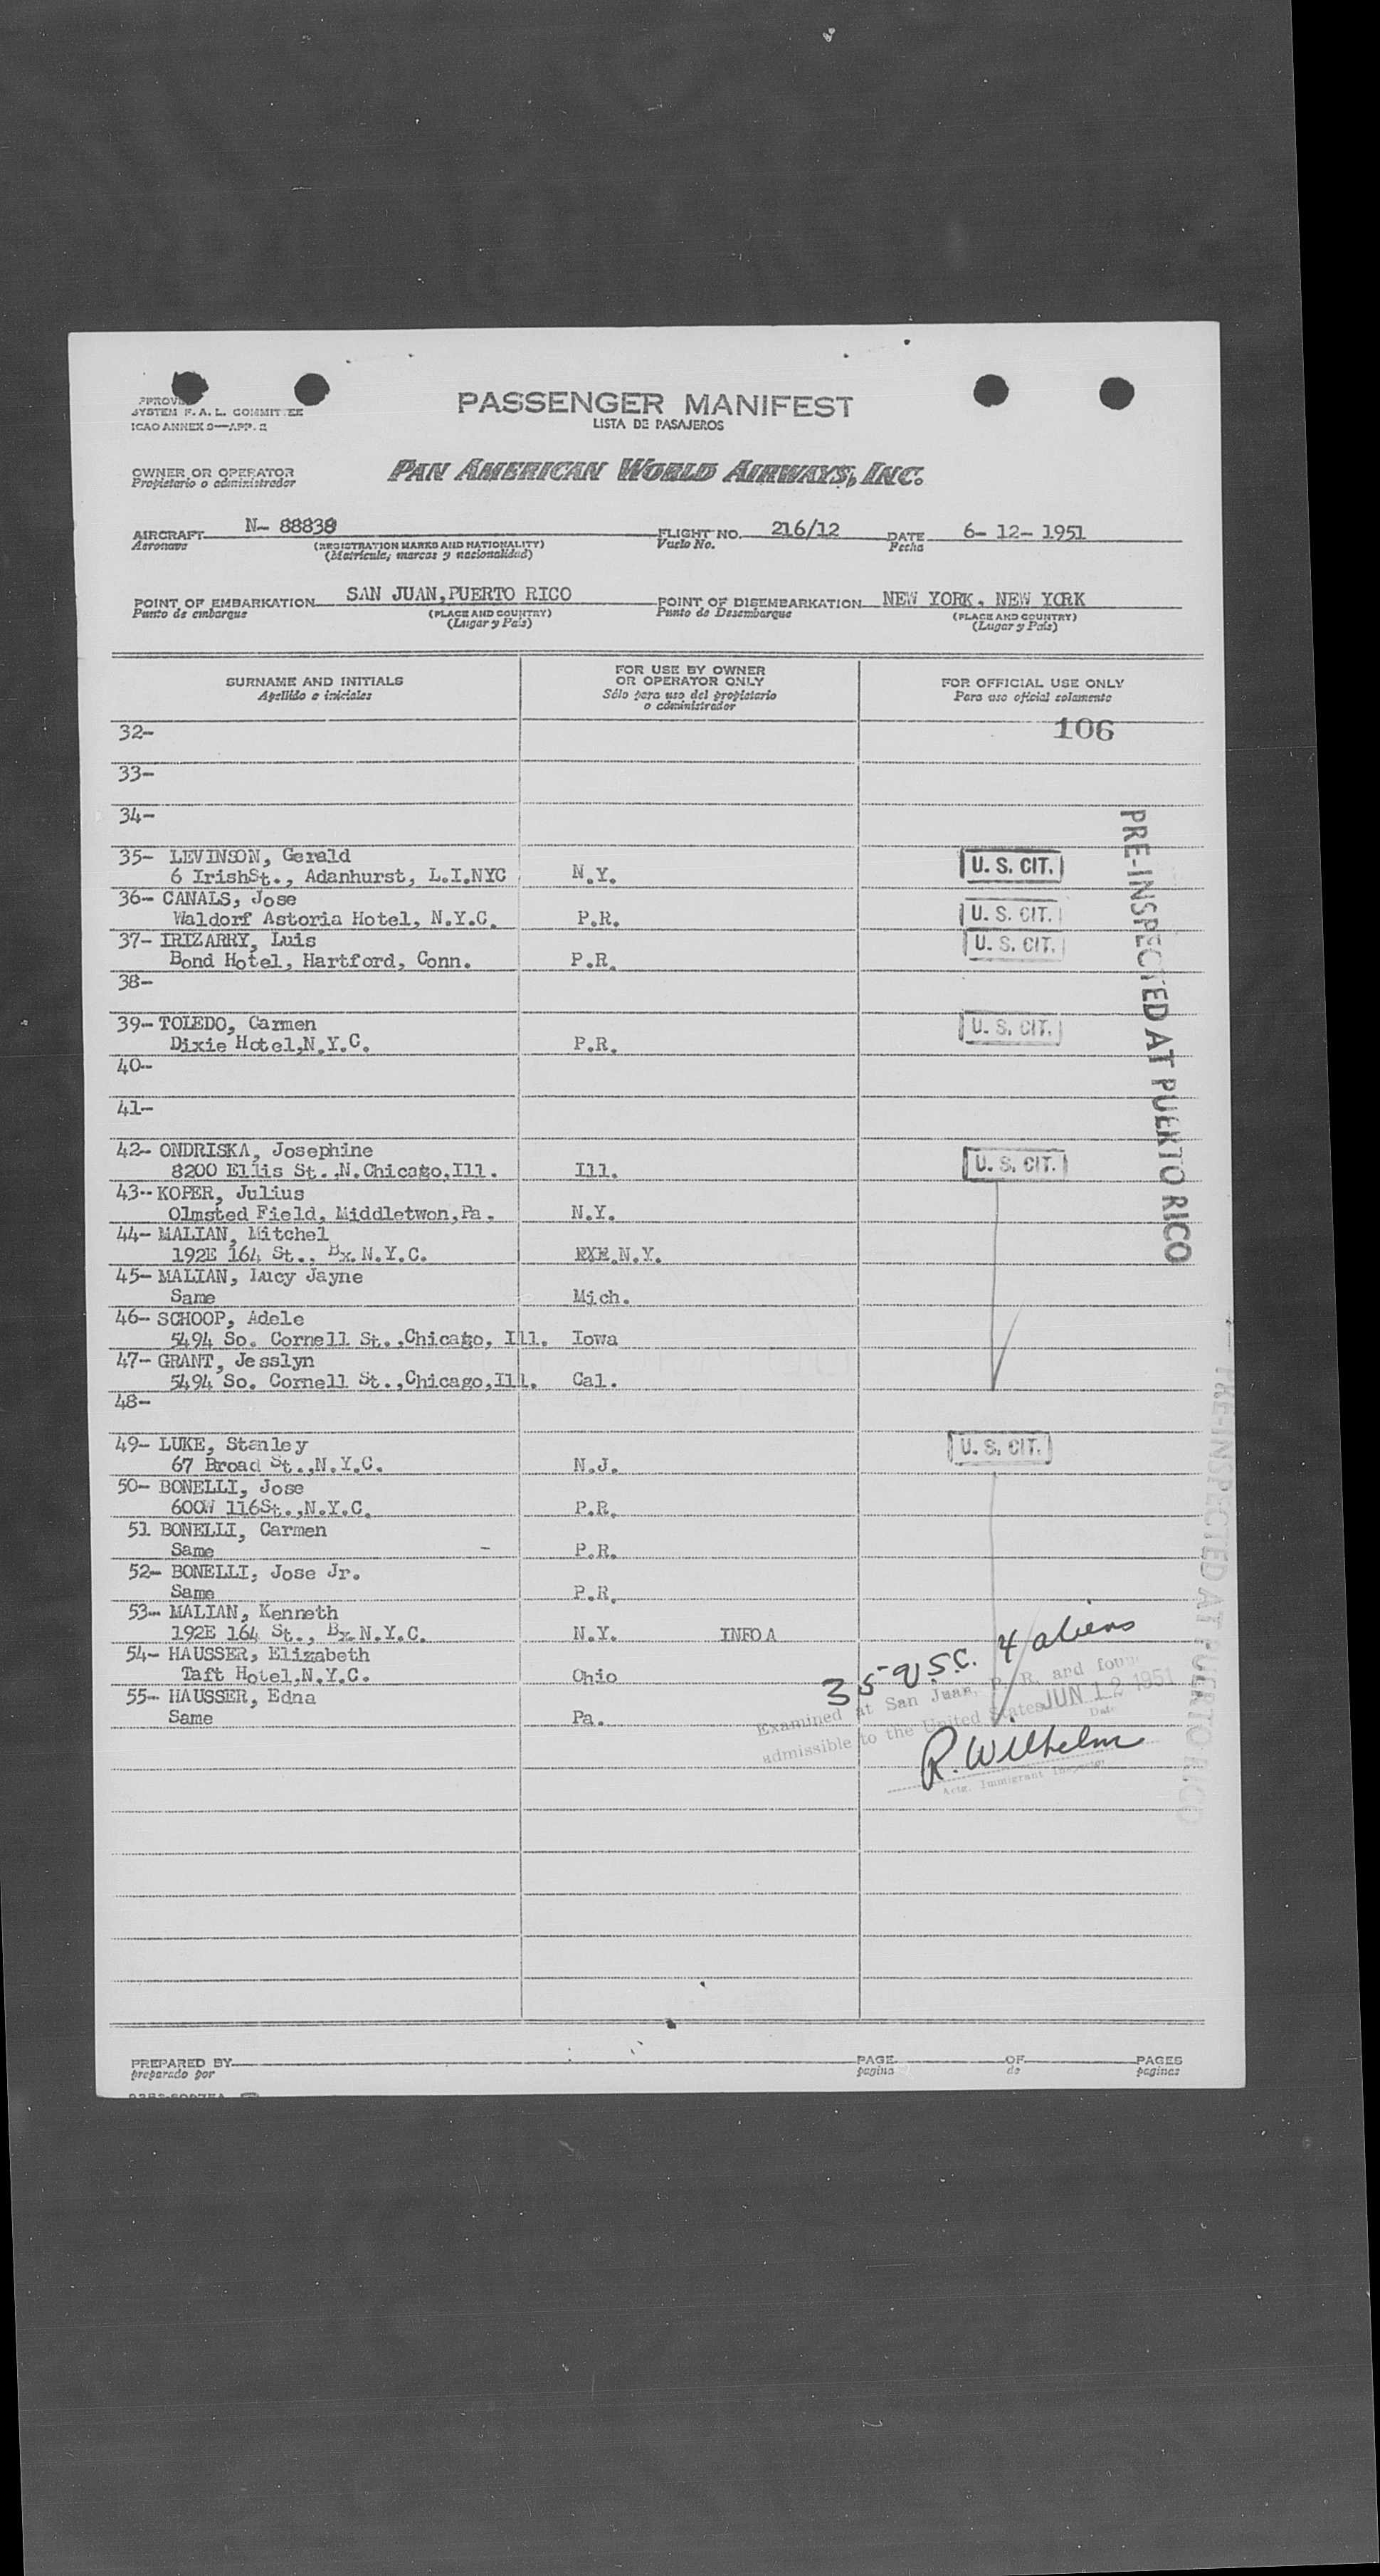 SYSTEM F. A. L. COMMITTEE
ICAO ANNEX 9—APP. 2
PASSENGER MANIFEST
LISTA DE PASAJEROS
OWNER OR OPERATOR
Propietario o administrador
PAN AMERICAN WORLD AIRWAYS, INC.
AIRCRAFT N- 88838 FLIGHT NO. 216/12 DATE 6- 12- 1951
Aeronave (REGISTRATION MARKS AND NATIONALITY) Vuelo No. Fecha
(Matrícula, marcas y nacionalidad)
POINT OF EMBARKATION SAN JUAN,PUERTO RICO POINT OF DISEMBARKATION NEW YORK, NEW YORK
Punto de embarque (PLACE AND COUNTRY) Punto de Desembarque (PLACE AND COUNTRY)
(Lugar y País) (Lugar y País)
SURNAME AND INITIALS FOR USE BY OWNER OR OPERATOR ONLY FOR OFFICIAL USE ONLY
Apellido e iniciales Sólo para uso del propietario o administrador Para uso oficial solamente
32- 106
33-
34-
35- LEVINSON, Gerald
6 IrishSt., Adanhurst, L.I.NYC N.Y. U. S. CIT.
36- CANALS, Jose
Waldorf Astoria Hotel, N.Y.C. P.R. U. S. CIT.
37- IRIZARRY, Luis
Bond Hotel, Hartford, Conn. P.R. U. S. CIT.
38-
39- TOLEDO, Carmen
Dixie Hotel,N.Y.C. P.R. U. S. CIT.
40-
41-
42- ONDRISKA, Josephine
8200 Ellis St.,N.Chicago,Ill. Ill. U. S. CIT.
43- KOPER, Julius
Olmsted Field, Middletwon,Pa. N.Y.
44- MALIAN, Mitchel
192E 164 St., Bx.N.Y.C. N.Y.
45- MALIAN, Lucy Jayne
Same Mich.
46- SCHOOP, Adele
5494 So. Cornell St.,Chicago, Ill. Iowa
47- GRANT, Jesslyn
5494 So. Cornell St.,Chicago,Ill. Cal.
48-
49- LUKE, Stanley
67 Broad St.,N.Y.C. N.J. U. S. CIT.
50- BONELLI, Jose
600W 116St.,N.Y.C. P.R.
51 BONELLI, Carmen
Same P.R.
52- BONELLI, Jose Jr.
Same P.R.
53- MALIAN, Kenneth
192E 164 St., Bx.N.Y.C. N.Y. INFOA
54- HAUSSER, Elizabeth
Taft Hotel,N.Y.C. Ohio
55- HAUSSER, Edna
Same Pa.
PRE-INSPECTED AT PUERTO RICO
PRE-INSPECTED AT PUERTO RICO
35 U.S.C. 4 aliens
Examined at San Juan, P. R. and
admissible to the United States JUN 12 1951
Date
R. Wilhelm
Actg. Immigrant Inspector
PREPARED BY PAGE OF PAGES
preparado por pagina de paginas